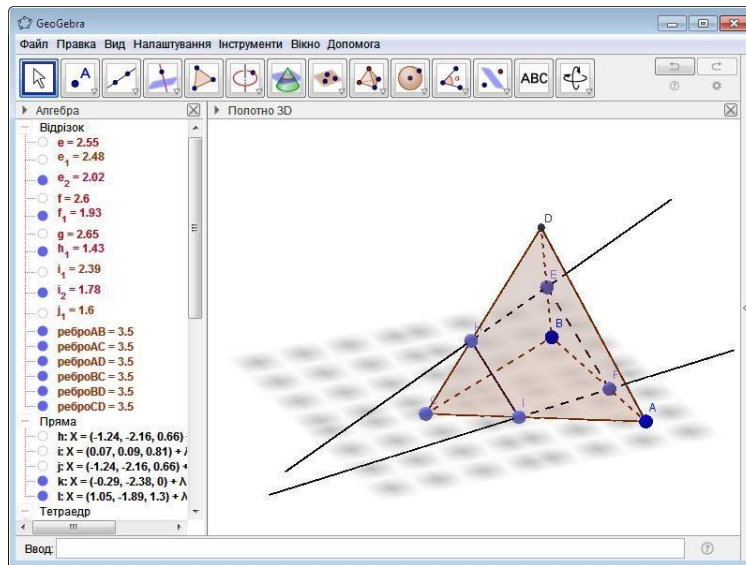 GeoGebra
Файл Правка Вид Налаштування Інструменти Вікно Допомога
A
ABC
Алгебра
Полотно 3D
Відрізок
e = 2.55
e₁ = 2.48
e₂ = 2.02
f = 2.6
f₁ = 1.93
g = 2.65
h₁ = 1.43
i₁ = 2.39
i₂ = 1.78
j₁ = 1.6
реброAB = 3.5
реброAC = 3.5
реброAD = 3.5
реброBC = 3.5
реброBD = 3.5
реброCD = 3.5
Пряма
h: X = (-1.24, -2.16, 0.66)
i: X = (0.07, 0.09, 0.81) + λ
j: X = (-1.24, -2.16, 0.66) +
k: X = (-0.29, -2.38, 0) + λ
l: X = (1.05, -1.89, 1.3) + λ
Тетраедр
D
E
B
H
F
C
I
A
Ввод: